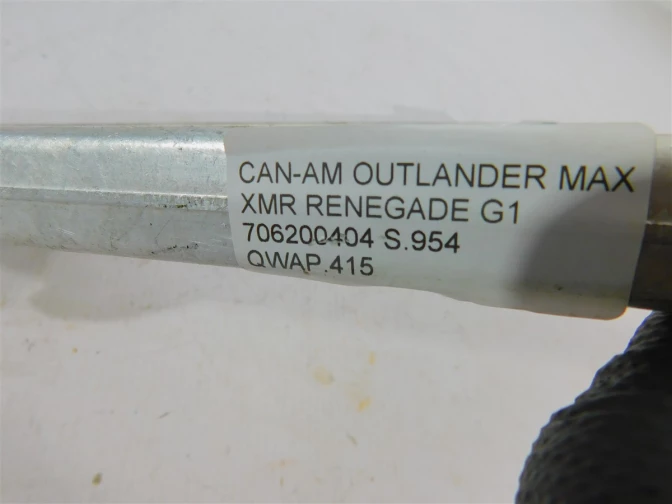 CAN-AM OUTLANDER MAX
XMR RENEGADE G1
706200404 S.954
QWAP.415